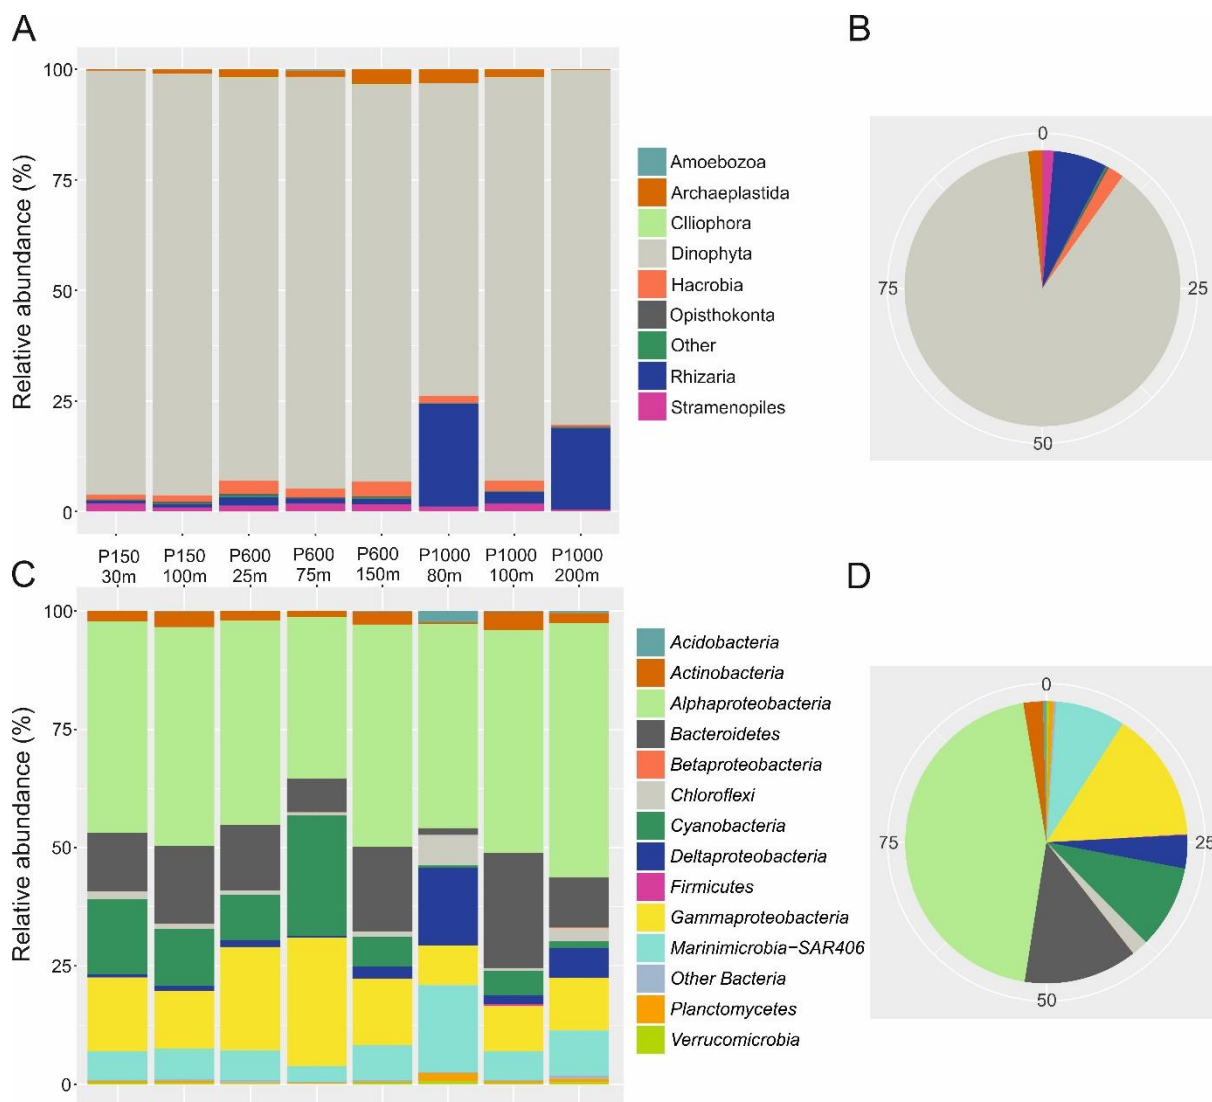 A
B
Relative abundance (%)
100
75
50
25
0
Amoebozoa
Archaeplastida
Clliophora
Dinophyta
Hacrobia
Opisthokonta
Other
Rhizaria
Stramenopiles
0
25
50
75
P150
30m
P150
100m
P600
25m
P600
75m
P600
150m
P1000
80m
P1000
100m
P1000
200m
C
D
Relative abundance (%)
100
75
50
25
0
Acidobacteria
Actinobacteria
Alphaproteobacteria
Bacteroidetes
Betaproteobacteria
Chloroflexi
Cyanobacteria
Deltaproteobacteria
Firmicutes
Gammaproteobacteria
Marinimicrobia−SAR406
Other Bacteria
Planctomycetes
Verrucomicrobia
0
25
50
75